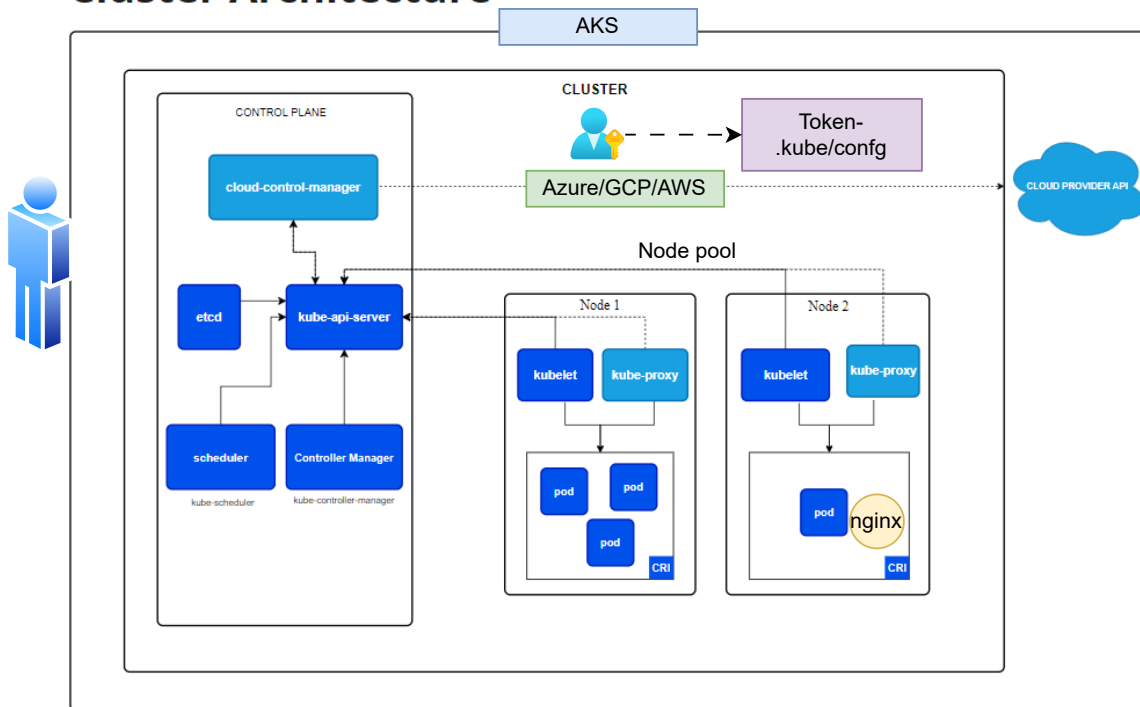 Cluster Architecture
AKS
CLUSTER
CONTROL PLANE
Token-
.kube/confg
cloud-control-manager
Azure/GCP/AWS
CLOUD PROVIDER API
Node pool
etcd
kube-api-server
Node 1
Node 2
kubelet
kube-proxy
kubelet
kube-proxy
scheduler
Controller Manager
kube-scheduler
kube-controller-manager
pod
pod
pod
CRI
pod
nginx
CRI